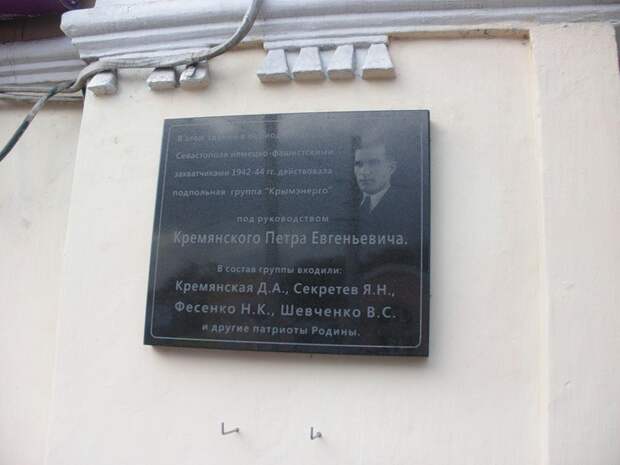 В этом здании в период
Севастополя немецко-фашистскими
захватчиками 1942-44 гг. действовала
подпольная группа "Крымэнерго"
под руководством
Кремянского Петра Евгеньевича.
В состав группы входили:
Кремянская Д.А., Секретев Я.Н.,
Фесенко Н.К., Шевченко В.С.
и другие патриоты Родины.